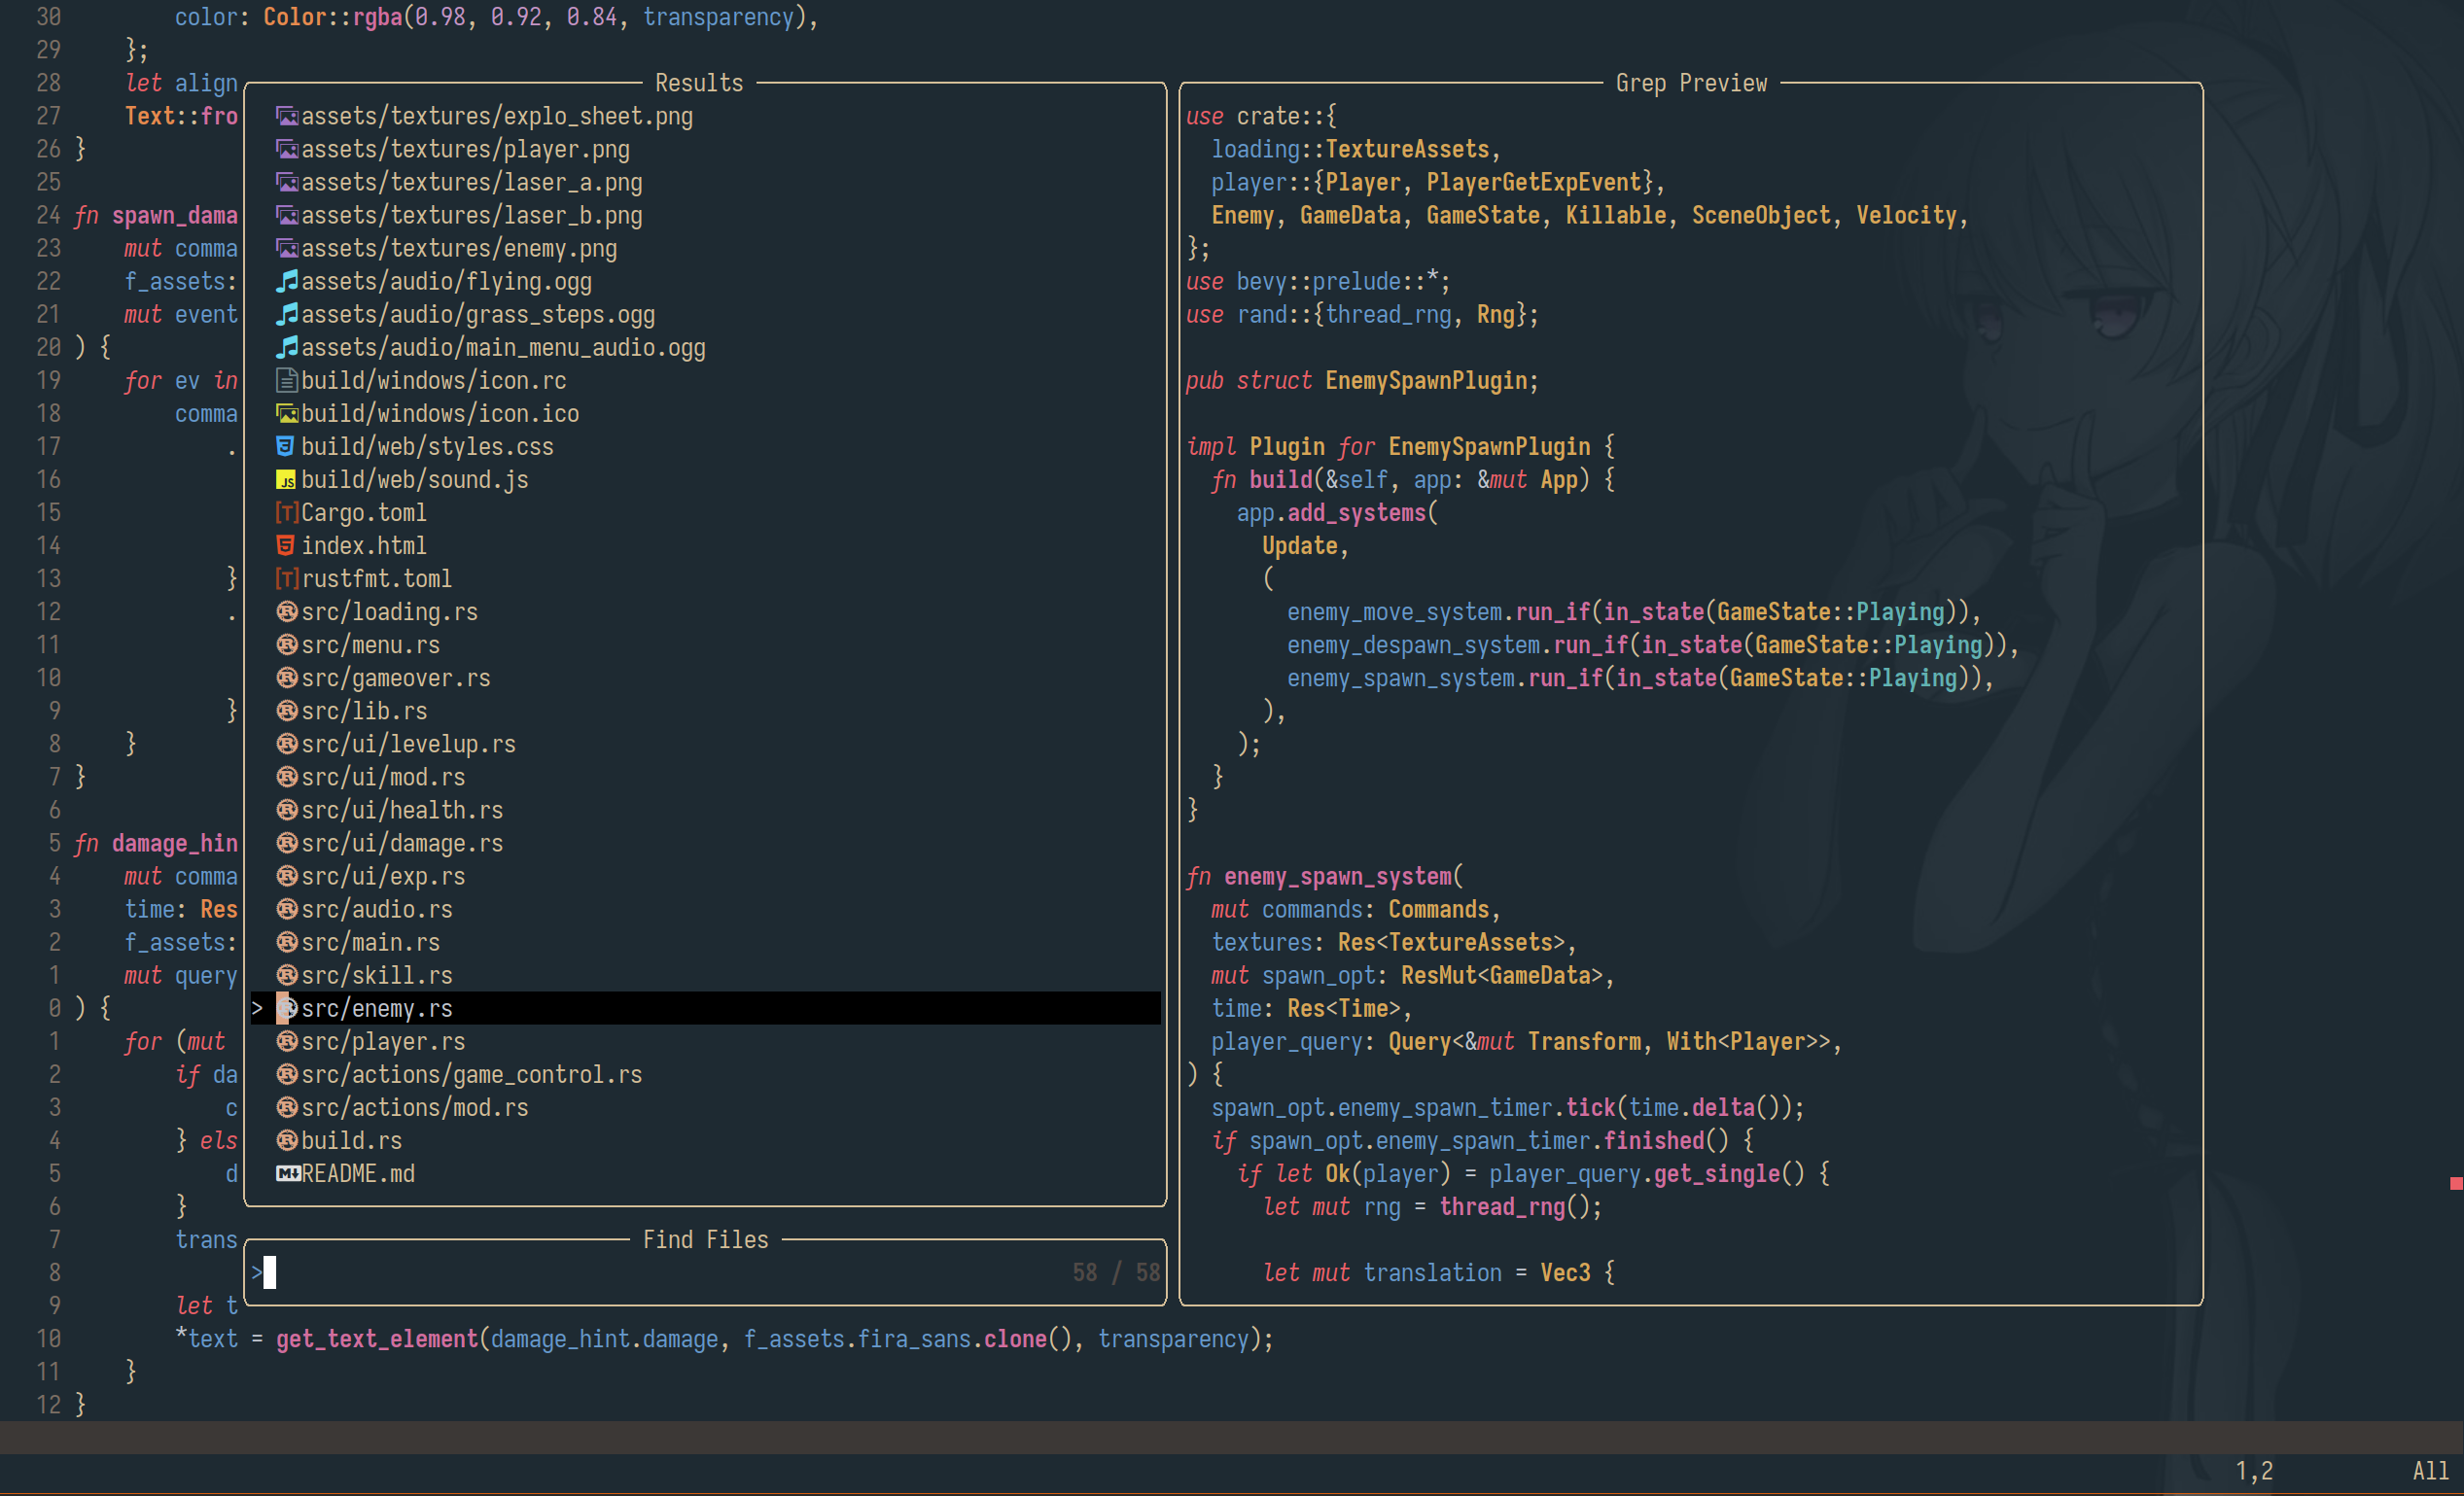 30         color: Color::rgba(0.98, 0.92, 0.84, transparency),
29     };
28     let align
27     Text::fro
26 }
25
24 fn spawn_dama
23     mut comma
22     f_assets:
21     mut event
20 ) {
19     for ev in
18         comma
17             .
16
15
14
13             }
12             .
11
10
9             }
8     }
7 }
6
5 fn damage_hin
4     mut comma
3     time: Res
2     f_assets:
1     mut query
0 ) {
1     for (mut
2         if da
3             c
4         } els
5             d
6         }
7         trans
8
9         let t
10         *text = get_text_element(damage_hint.damage, f_assets.fira_sans.clone(), transparency);
11     }
12 }
Results
assets/textures/explo_sheet.png
assets/textures/player.png
assets/textures/laser_a.png
assets/textures/laser_b.png
assets/textures/enemy.png
assets/audio/flying.ogg
assets/audio/grass_steps.ogg
assets/audio/main_menu_audio.ogg
build/windows/icon.rc
build/windows/icon.ico
build/web/styles.css
JS build/web/sound.js
[T] Cargo.toml
index.html
[T] rustfmt.toml
src/loading.rs
src/menu.rs
src/gameover.rs
src/lib.rs
src/ui/levelup.rs
src/ui/mod.rs
src/ui/health.rs
src/ui/damage.rs
src/ui/exp.rs
src/audio.rs
src/main.rs
src/skill.rs
> src/enemy.rs
src/player.rs
src/actions/game_control.rs
src/actions/mod.rs
build.rs
README.md
Find Files
> 58 / 58
Grep Preview
use crate::{
  loading::TextureAssets,
  player::{Player, PlayerGetExpEvent},
  Enemy, GameData, GameState, Killable, SceneObject, Velocity,
};
use bevy::prelude::*;
use rand::{thread_rng, Rng};

pub struct EnemySpawnPlugin;

impl Plugin for EnemySpawnPlugin {
  fn build(&self, app: &mut App) {
    app.add_systems(
      Update,
      (
        enemy_move_system.run_if(in_state(GameState::Playing)),
        enemy_despawn_system.run_if(in_state(GameState::Playing)),
        enemy_spawn_system.run_if(in_state(GameState::Playing)),
      ),
    );
  }
}

fn enemy_spawn_system(
  mut commands: Commands,
  textures: Res<TextureAssets>,
  mut spawn_opt: ResMut<GameData>,
  time: Res<Time>,
  player_query: Query<&mut Transform, With<Player>>,
) {
  spawn_opt.enemy_spawn_timer.tick(time.delta());
  if spawn_opt.enemy_spawn_timer.finished() {
    if let Ok(player) = player_query.get_single() {
      let mut rng = thread_rng();

      let mut translation = Vec3 {
1,2 All